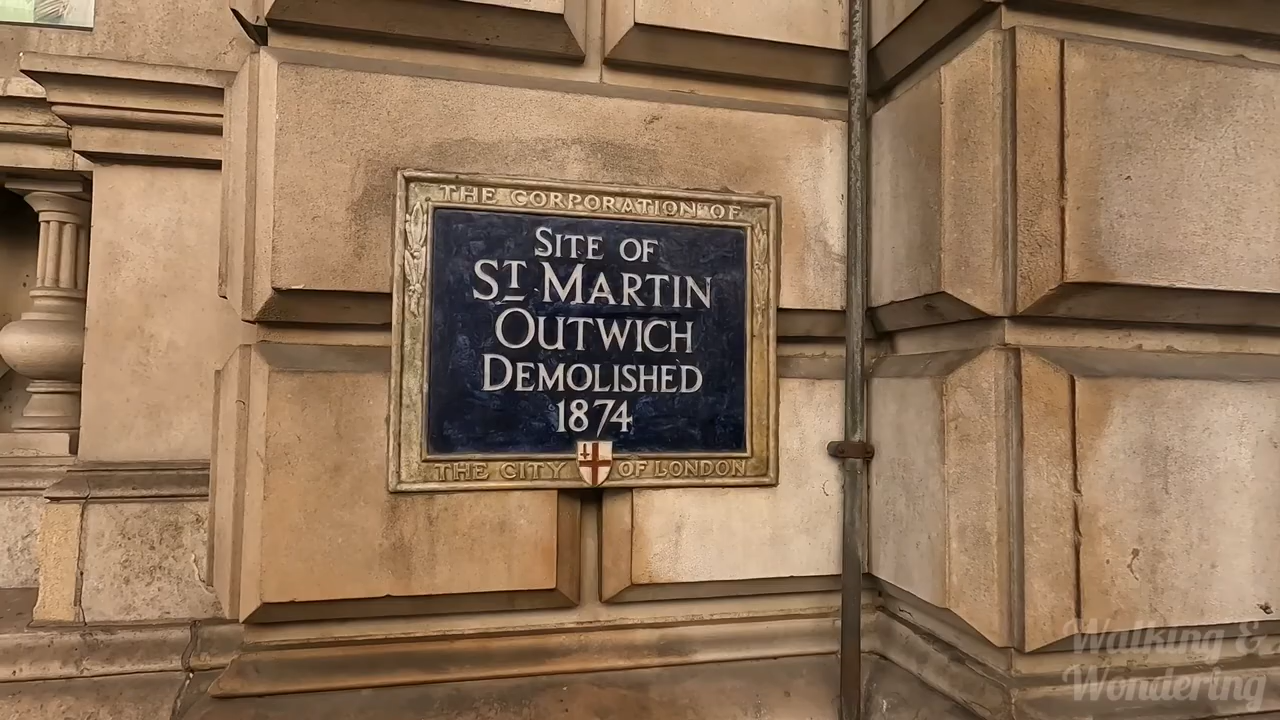 THE CORPORATION OF
SITE OF
ST MARTIN
OUTWICH
DEMOLISHED
1874
THE CITY OF LONDON
Walking &
Wondering